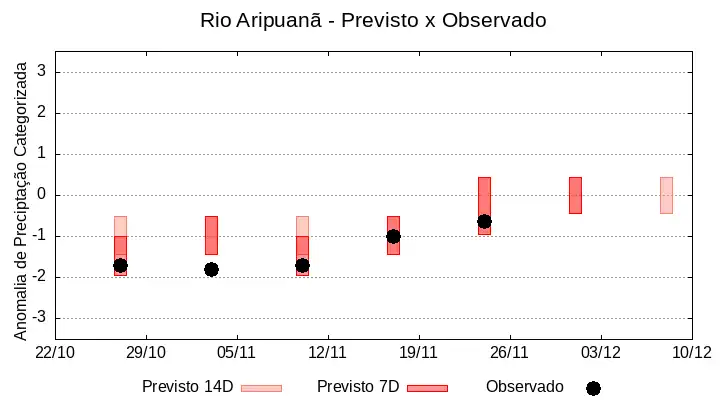 Rio Aripuanã - Previsto x Observado
Anomalia de Preciptação Categorizada
3
2
1
0
-1
-2
-3
22/10 29/10 05/11 12/11 19/11 26/11 03/12 10/12
Previsto 14D Previsto 7D Observado